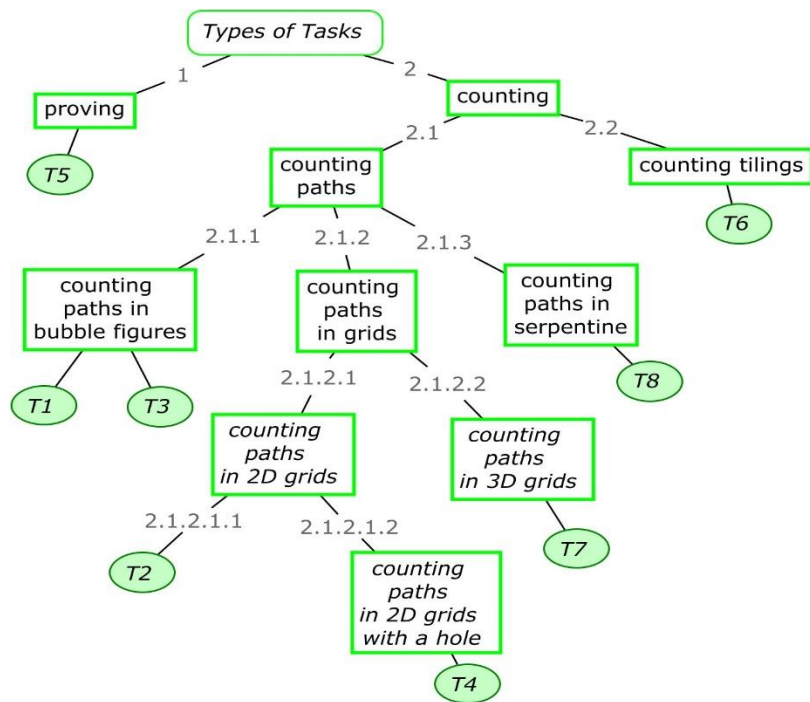 Types of Tasks
1
2
proving
counting
2.1
2.2
T5
counting
paths
counting tilings
T6
2.1.1
2.1.2
2.1.3
counting
paths in
bubble figures
counting
paths
in grids
counting
paths in
serpentine
T1
T3
2.1.2.1
2.1.2.2
T8
counting
paths
in 2D grids
counting
paths
in 3D grids
2.1.2.1.1
2.1.2.1.2
T2
T7
counting
paths
in 2D grids
with a hole
T4